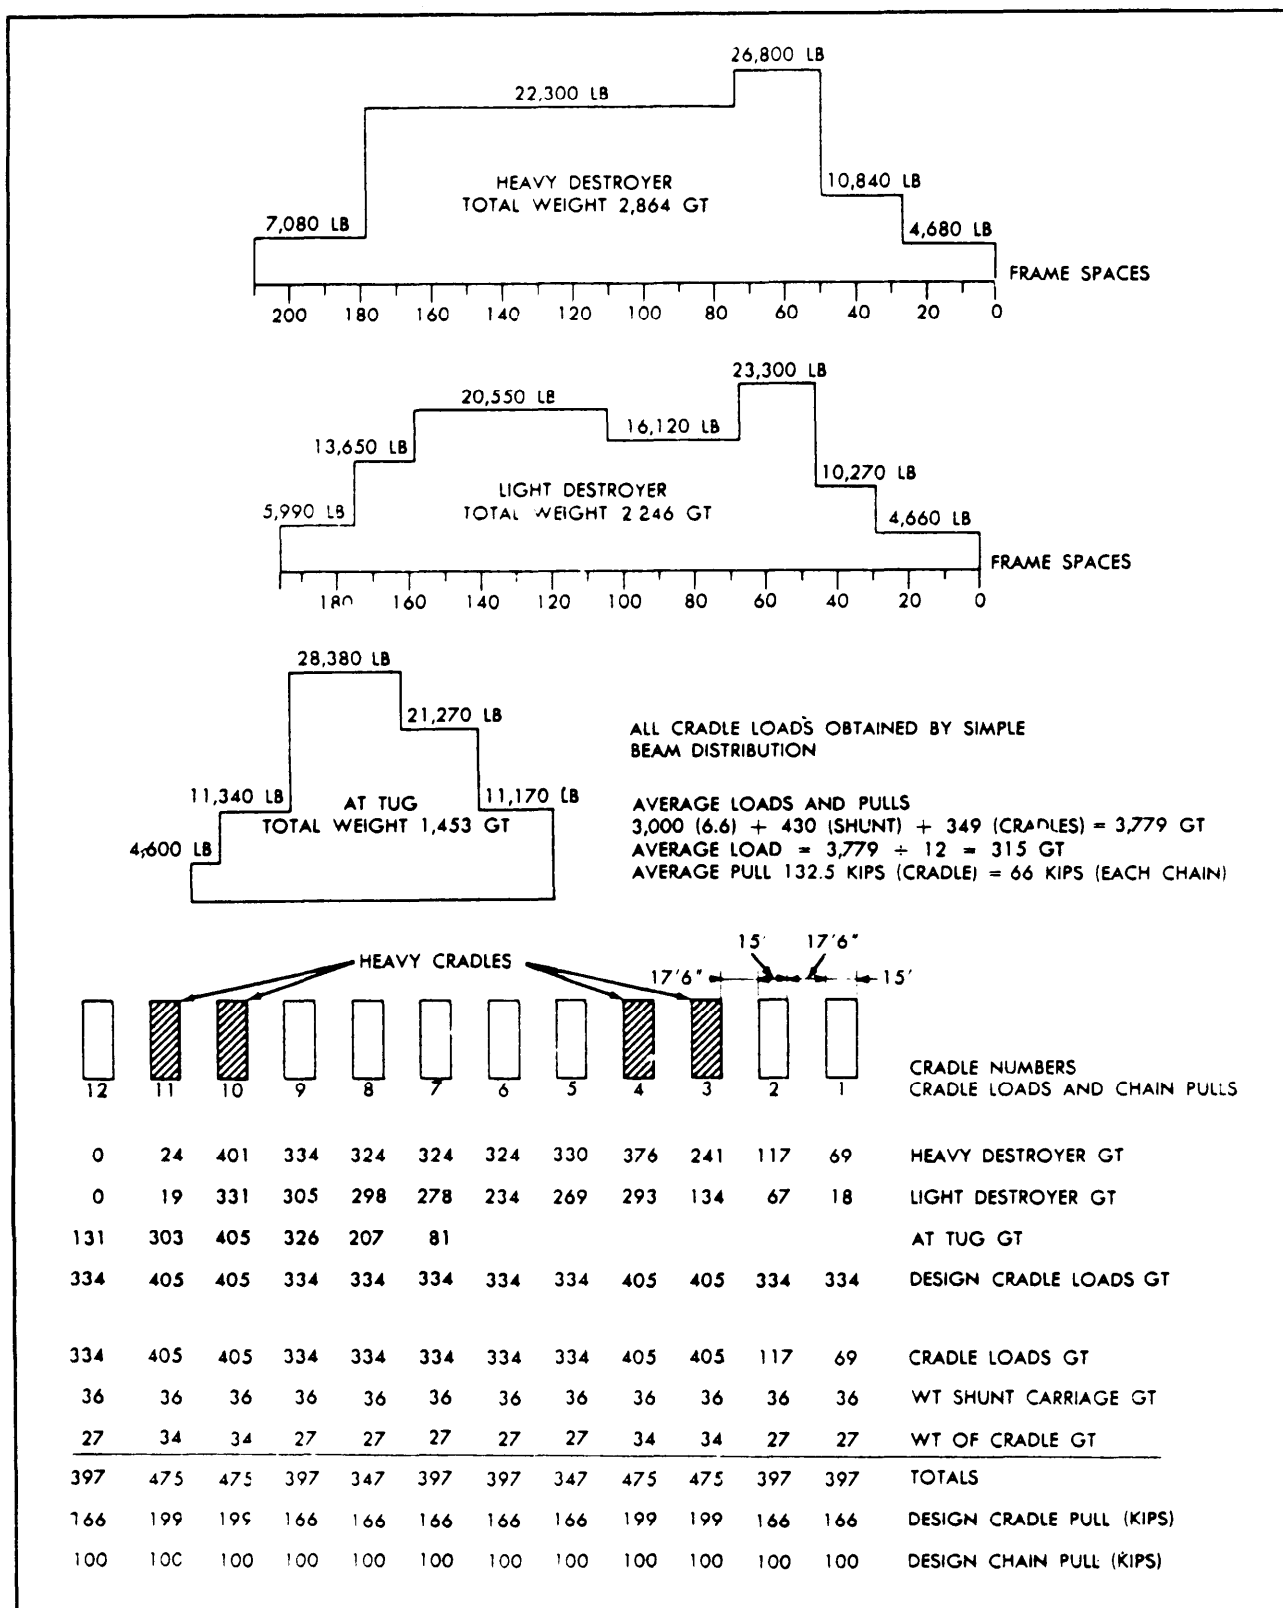 26,800 LB
22,300 LB
HEAVY DESTROYER
TOTAL WEIGHT 2,864 GT
10,840 LB
7,080 LB
4,680 LB
FRAME SPACES
200 180 160 140 120 100 80 60 40 20 0
23,300 LB
20,550 LB
16,120 LB
13,650 LB
LIGHT DESTROYER
TOTAL WEIGHT 2 246 GT
10,270 LB
5,990 LB
4,660 LB
FRAME SPACES
180 160 140 120 100 80 60 40 20 0
28,380 LB
21,270 LB
11,340 LB
AT TUG
TOTAL WEIGHT 1,453 GT
11,170 LB
4,600 LB
ALL CRADLE LOADS OBTAINED BY SIMPLE
BEAM DISTRIBUTION
AVERAGE LOADS AND PULLS
3,000 (6.6) + 430 (SHUNT) + 349 (CRADLES) = 3,779 GT
AVERAGE LOAD = 3,779 ÷ 12 = 315 GT
AVERAGE PULL 132.5 KIPS (CRADLE) = 66 KIPS (EACH CHAIN)
HEAVY CRADLES
17'6" 15' 17'6" 15'
CRADLE NUMBERS
12 11 10 9 8 7 6 5 4 3 2 1 CRADLE LOADS AND CHAIN PULLS
0 24 401 334 324 324 324 330 376 241 117 69 HEAVY DESTROYER GT
0 19 331 305 298 278 234 269 293 134 67 18 LIGHT DESTROYER GT
131 303 405 326 207 81 AT TUG GT
334 405 405 334 334 334 334 334 405 405 334 334 DESIGN CRADLE LOADS GT
334 405 405 334 334 334 334 334 405 405 117 69 CRADLE LOADS GT
36 36 36 36 36 36 36 36 36 36 36 36 WT SHUNT CARRIAGE GT
27 34 34 27 27 27 27 27 34 34 27 27 WT OF CRADLE GT
397 475 475 397 347 397 397 347 475 475 397 397 TOTALS
166 199 199 166 166 166 166 166 199 199 166 166 DESIGN CRADLE PULL (KIPS)
100 100 100 100 100 100 100 100 100 100 100 100 DESIGN CHAIN PULL (KIPS)